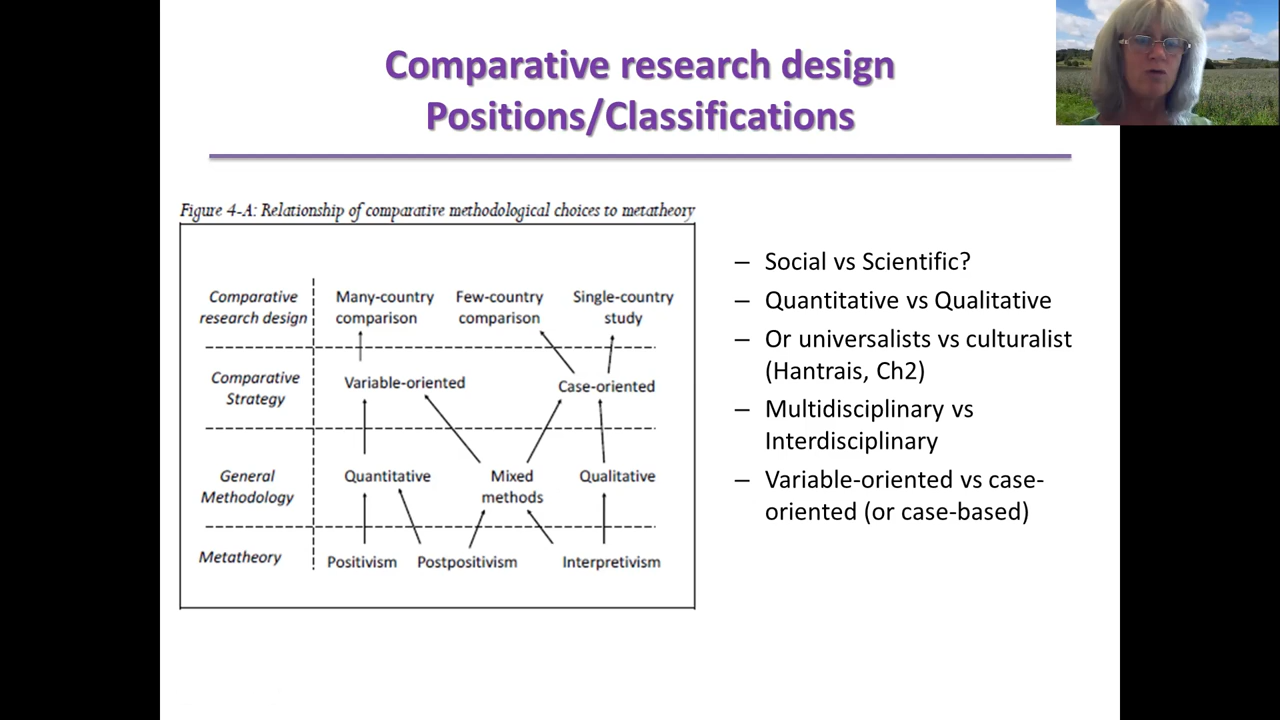 Comparative research design
Positions/Classifications
Figure 4-A: Relationship of comparative methodological choices to metatheory
Comparative
research design
Many-country
comparison
Few-country
comparison
Single-country
study
Comparative
Strategy
Variable-oriented
Case-oriented
General
Methodology
Quantitative
Mixed
methods
Qualitative
Metatheory
Positivism
Postpositivism
Interpretivism
– Social vs Scientific?
– Quantitative vs Qualitative
– Or universalists vs culturalist
(Hantrais, Ch2)
– Multidisciplinary vs
Interdisciplinary
– Variable-oriented vs case-
oriented (or case-based)